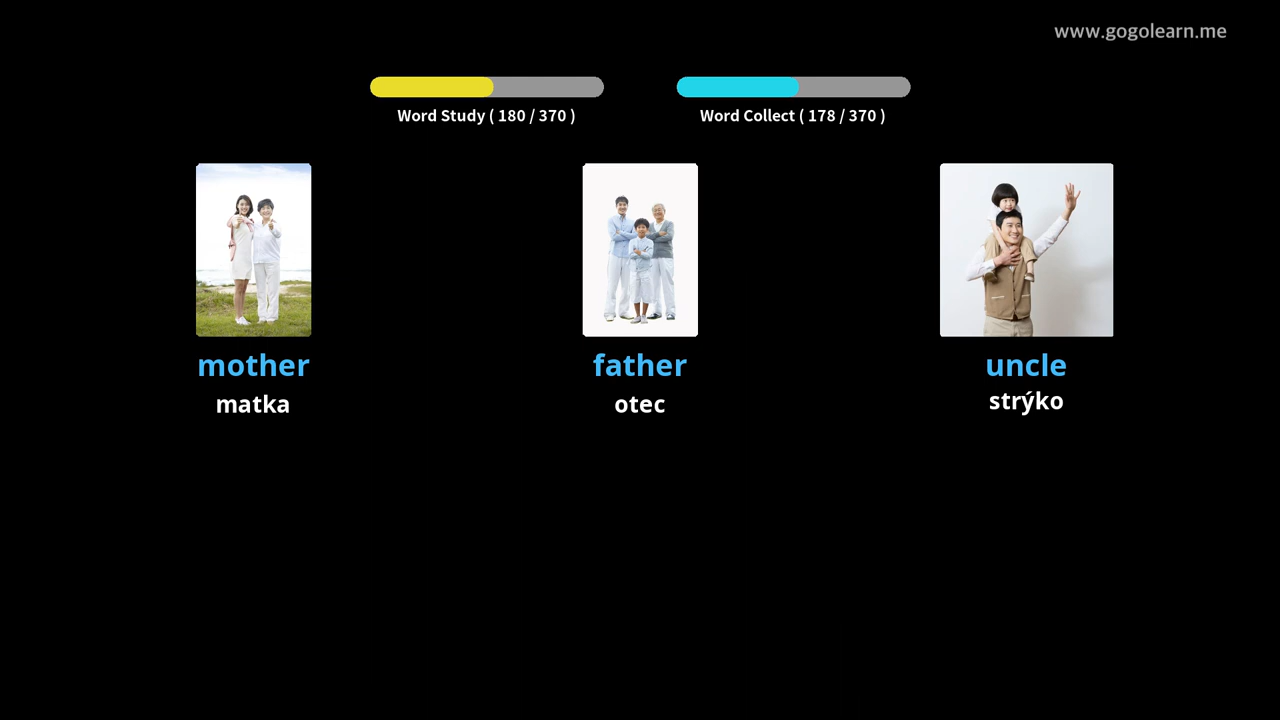 www.gogolearn.me
Word Study ( 180 / 370 )
Word Collect ( 178 / 370 )
mother
matka
father
otec
uncle
strýko